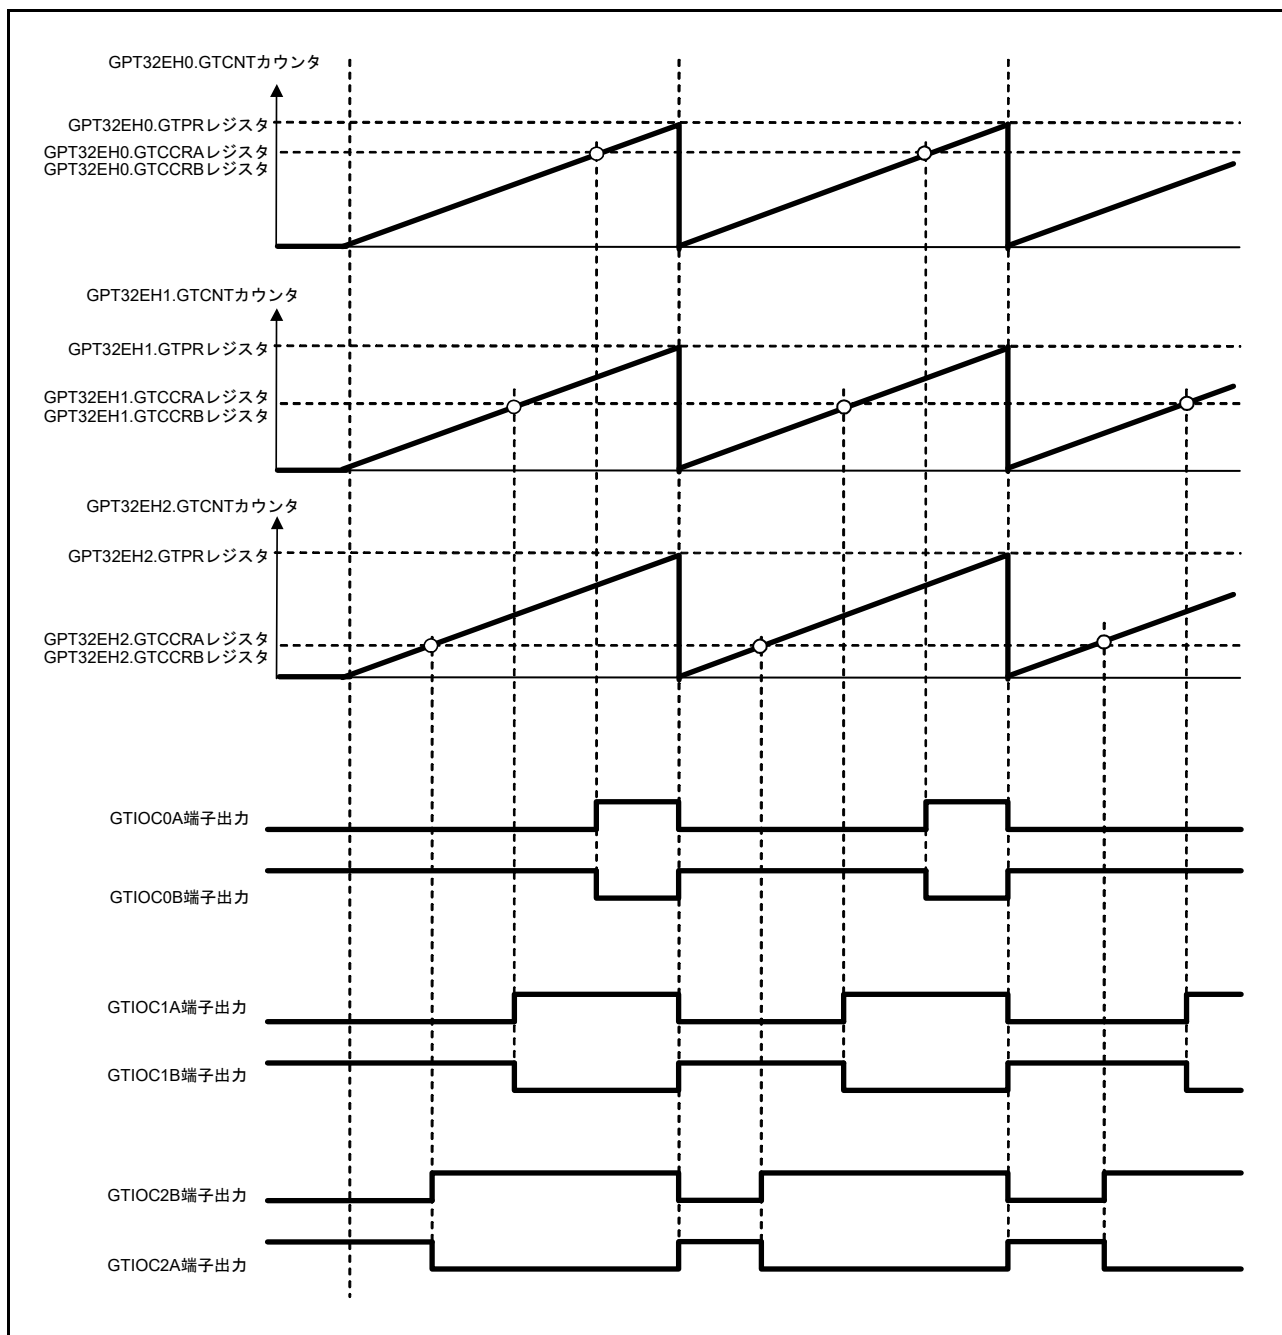 GPT32EH0.GTCNTカウンタ
GPT32EH0.GTPRレジスタ
GPT32EH0.GTCCRAレジスタ
GPT32EH0.GTCCRBレジスタ
GPT32EH1.GTCNTカウンタ
GPT32EH1.GTPRレジスタ
GPT32EH1.GTCCRAレジスタ
GPT32EH1.GTCCRBレジスタ
GPT32EH2.GTCNTカウンタ
GPT32EH2.GTPRレジスタ
GPT32EH2.GTCCRAレジスタ
GPT32EH2.GTCCRBレジスタ
GTIOC0A端子出力
GTIOC0B端子出力
GTIOC1A端子出力
GTIOC1B端子出力
GTIOC2B端子出力
GTIOC2A端子出力